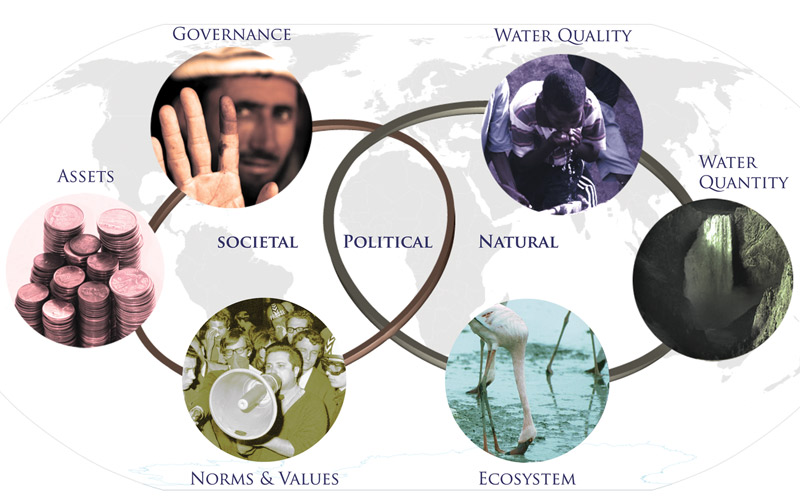 Governance
Water Quality
Assets
Water
Quantity
societal
Political
Natural
Norms & Values
Ecosystem